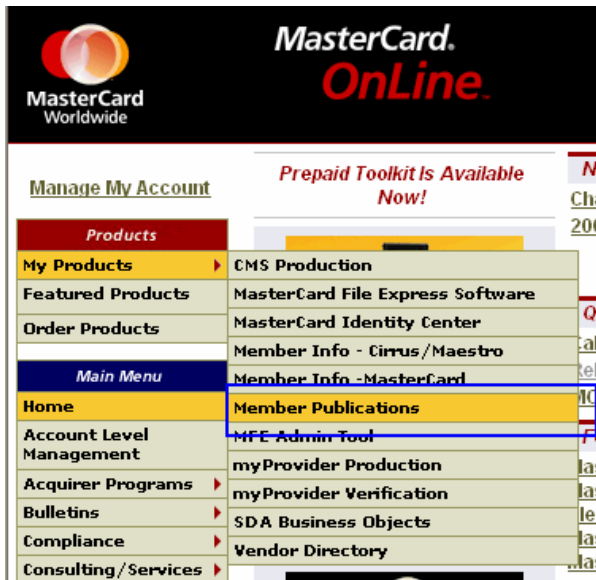 MasterCard.
OnLine.
MasterCard
Worldwide
Manage My Account
Prepaid Toolkit Is Available
Now!
Products
My Products
Featured Products
Order Products
CMS Production
MasterCard File Express Software
MasterCard Identity Center
Member Info - Cirrus/Maestro
Member Info -MasterCard
Member Publications
MFE Admin Tool
myProvider Production
myProvider Verification
SDA Business Objects
Vendor Directory
Main Menu
Home
Account Level
Management
Acquirer Programs
Bulletins
Compliance
Consulting/Services